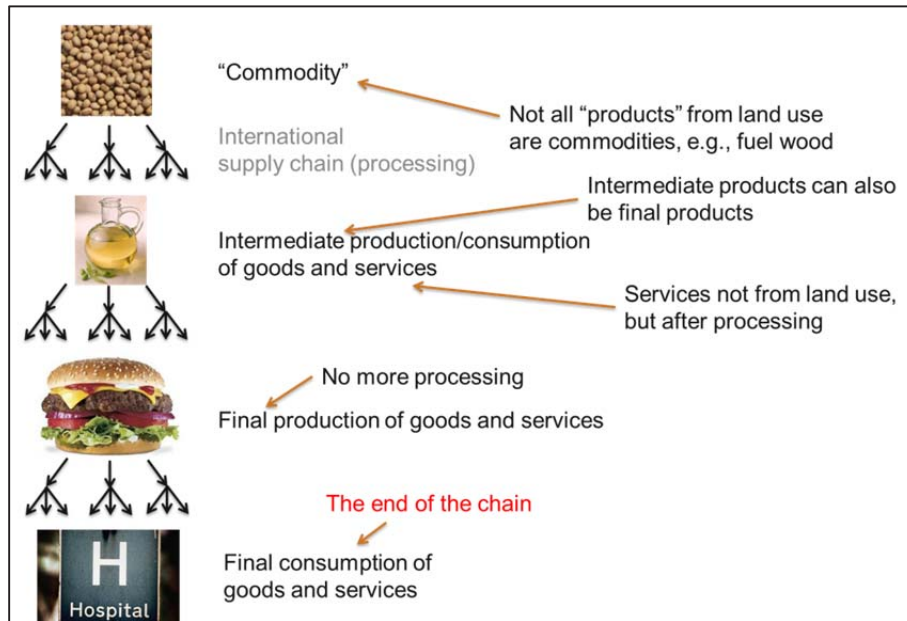 “Commodity”
Not all “products” from land use
are commodities, e.g., fuel wood
International
supply chain (processing)
Intermediate products can also
be final products
Intermediate production/consumption
of goods and services
Services not from land use,
but after processing
No more processing
Final production of goods and services
The end of the chain
Final consumption of
goods and services
H
Hospital